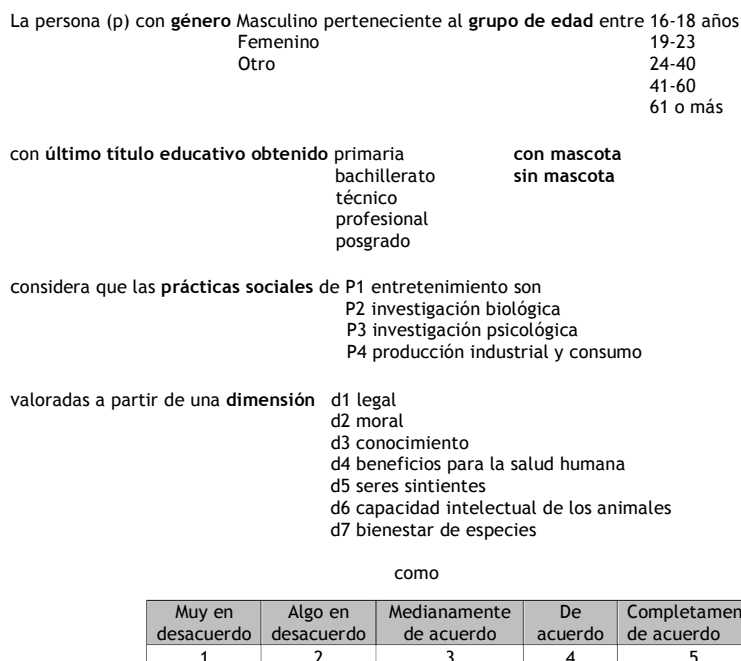 La persona (p) con género Masculino perteneciente al grupo de edad entre 16-18 años
Femenino 19-23
Otro 24-40
41-60
61 o más
con último título educativo obtenido primaria con mascota
bachillerato sin mascota
técnico
profesional
posgrado
considera que las prácticas sociales de P1 entretenimiento son
P2 investigación biológica
P3 investigación psicológica
P4 producción industrial y consumo
valoradas a partir de una dimensión d1 legal
d2 moral
d3 conocimiento
d4 beneficios para la salud humana
d5 seres sintientes
d6 capacidad intelectual de los animales
d7 bienestar de especies
como
Muy en Algo en Medianamente De Completamen
desacuerdo desacuerdo de acuerdo acuerdo de acuerdo
1 2 3 4 5